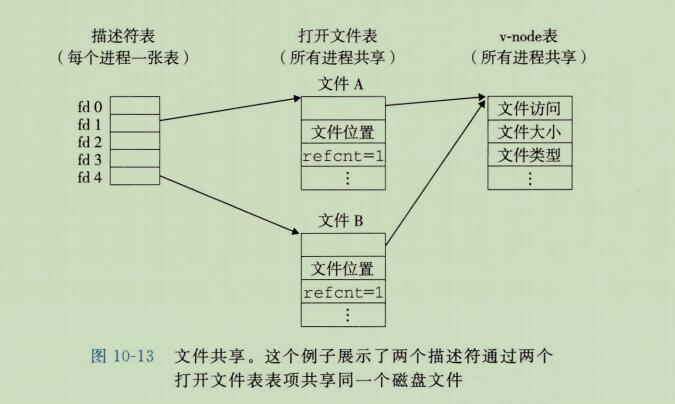 描述符表
（每个进程一张表）
打开文件表
（所有进程共享）
v-node表
（所有进程共享）
文件 A
fd 0
fd 1
fd 2
fd 3
fd 4
文件位置
refcnt=1
⋮
文件访问
文件大小
文件类型
⋮
文件 B
文件位置
refcnt=1
⋮
图 10-13 文件共享。这个例子展示了两个描述符通过两个
打开文件表表项共享同一个磁盘文件